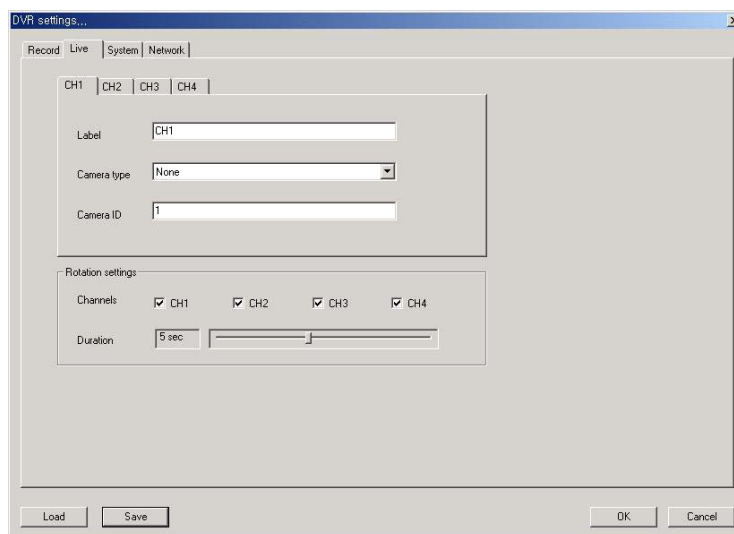 DVR settings...
Record Live System Network
CH1 CH2 CH3 CH4
Label CH1
Camera type None
Camera ID 1
Rotation settings
Channels CH1 CH2 CH3 CH4
Duration 5 sec
Load Save OK Cancel